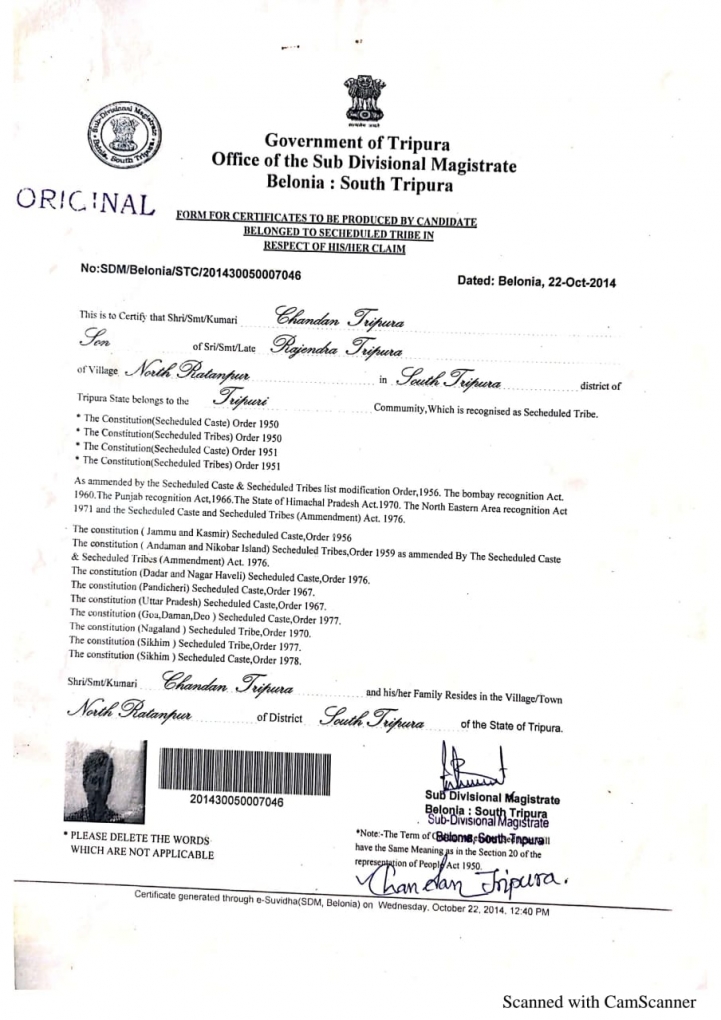 Sub-Divisional Magistrate
Belonia, South Tripura
Government of Tripura
Office of the Sub Divisional Magistrate
Belonia : South Tripura
ORIGINAL
FORM FOR CERTIFICATES TO BE PRODUCED BY CANDIDATE
BELONGED TO SECHEDULED TRIBE IN
RESPECT OF HIS/HER CLAIM
No:SDM/Belonia/STC/201430050007046
Dated: Belonia, 22-Oct-2014
This is to Certify that Shri/Smt/Kumari Chandan Tripura
Son of Sri/Smt/Late Rajendra Tripura
of Village North Ratanpur in South Tripura district of
Tripura State belongs to the Tripuri Commumity,Which is recognised as Secheduled Tribe.
* The Constitution(Secheduled Caste) Order 1950
* The Constitution(Secheduled Tribes) Order 1950
* The Constitution(Secheduled Caste) Order 1951
* The Constitution(Secheduled Tribes) Order 1951
As ammended by the Secheduled Caste & Seceduled Tribes list modification Order,1956. The bombay recognition Act.
1960.The Punjab recognition Act,1966.The State of Himachal Pradesh Act.1970. The North Eastern Area recognition Act
1971 and the Secheduled Caste and Secheduled Tribes (Ammendment) Act. 1976.
The constitution ( Jammu and Kasmir) Secheduled Caste,Order 1956
The constitution ( Andaman and Nikobar Island) Secheduled Tribes,Order 1959 as ammended By The Secheduled Caste
& Secheduled Tribes (Ammendment) Act. 1976.
The constitution (Dadar and Nagar Haveli) Secheduled Caste,Order 1976.
The constitution (Pandicheri) Secheduled Caste,Order 1967.
The constitution (Uttar Pradesh) Secheduled Caste,Order 1967.
The constitution (Goa,Daman,Deo ) Secheduled Caste,Order 1977.
The constitution (Nagaland ) Secheduled Tribe,Order 1970.
The constitution (Sikhim ) Secheduled Tribe,Order 1977.
The constitution (Sikhim ) Secheduled Caste,Order 1978.
Shri/Smt/Kumari Chandan Tripura and his/her Family Resides in the Village/Town
North Ratanpur of District South Tripura of the State of Tripura.
201430050007046
Sub Divisional Magistrate
Belonia : South Tripura
Sub-Divisional Magistrate
Belonia, South Tripura
* PLEASE DELETE THE WORDS
WHICH ARE NOT APPLICABLE
*Note:-The Term of
have the Same Meaning as in the Section 20 of the
representation of People Act 1950.
Chandan Tripura.
Certificate generated through e-Suvidha(SDM, Belonia) on Wednesday, October 22, 2014, 12:40 PM
Scanned with CamScanner